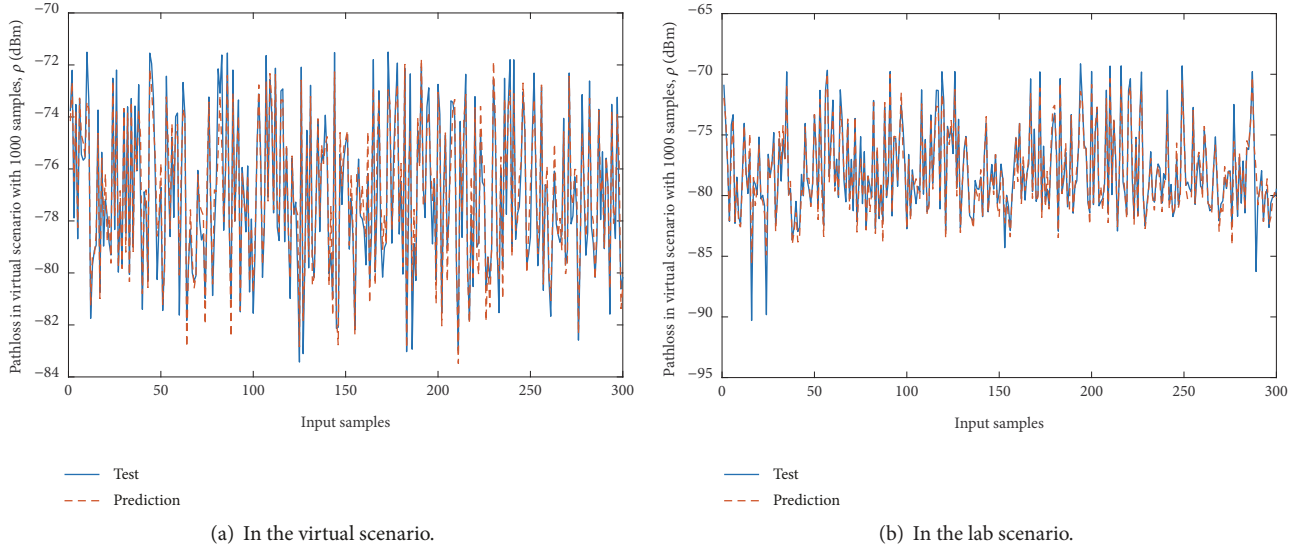 Pathloss in virtual scenario with 1000 samples, ρ (dBm)
−70
−72
−74
−76
−78
−80
−82
−84
0
50
100
150
200
250
300
Input samples
Test
Prediction
(a) In the virtual scenario.
Pathloss in virtual scenario with 1000 samples, ρ (dBm)
−65
−70
−75
−80
−85
−90
−95
0
50
100
150
200
250
300
Input samples
Test
Prediction
(b) In the lab scenario.